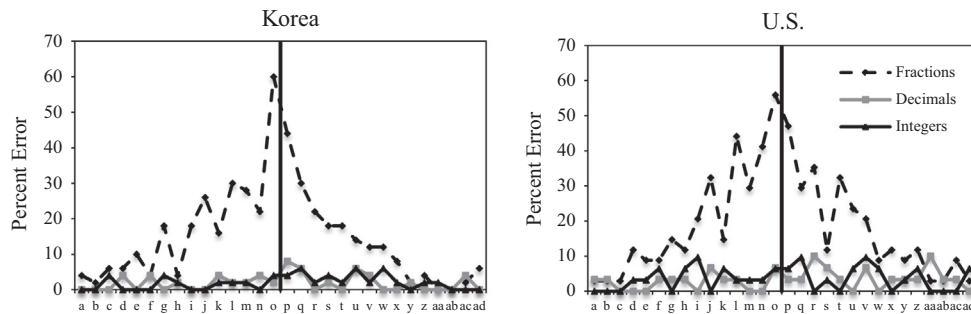 Korea
70
60
50
40
30
20
10
0
Percent Error
a b c d e f g h i j k l m n o p q r s t u v w x y z aa ab ac ad
U.S.
70
60
50
40
30
20
10
0
Percent Error
Fractions
Decimals
Integers
a b c d e f g h i j k l m n o p q r s t u v w x y z aa ab ac ad